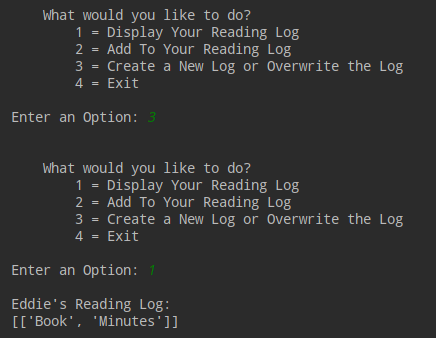 What would you like to do?
1 = Display Your Reading Log
2 = Add To Your Reading Log
3 = Create a New Log or Overwrite the Log
4 = Exit
Enter an Option: 3
What would you like to do?
1 = Display Your Reading Log
2 = Add To Your Reading Log
3 = Create a New Log or Overwrite the Log
4 = Exit
Enter an Option: 1
Eddie's Reading Log:
[['Book', 'Minutes']]